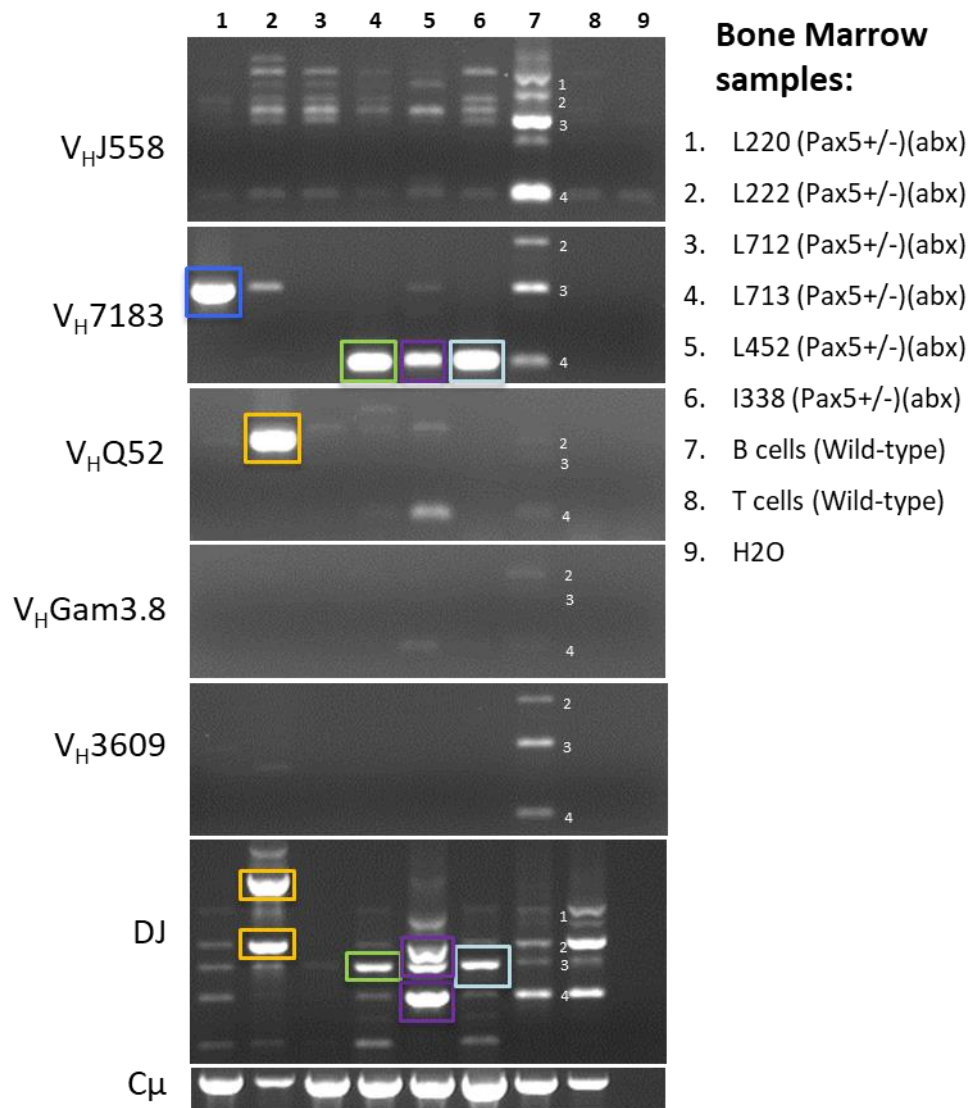 1 2 3 4 5 6 7 8 9
Bone Marrow
samples:
1. L220 (Pax5+/-)(abx)
2. L222 (Pax5+/-)(abx)
3. L712 (Pax5+/-)(abx)
4. L713 (Pax5+/-)(abx)
5. L452 (Pax5+/-)(abx)
6. I338 (Pax5+/-)(abx)
7. B cells (Wild-type)
8. T cells (Wild-type)
9. H2O
VHJ558
1
2
3
4
VH7183
2
3
4
VHQ52
2
3
4
VHGam3.8
2
3
4
VH3609
2
3
4
DJ
1
2
3
4
Cμ